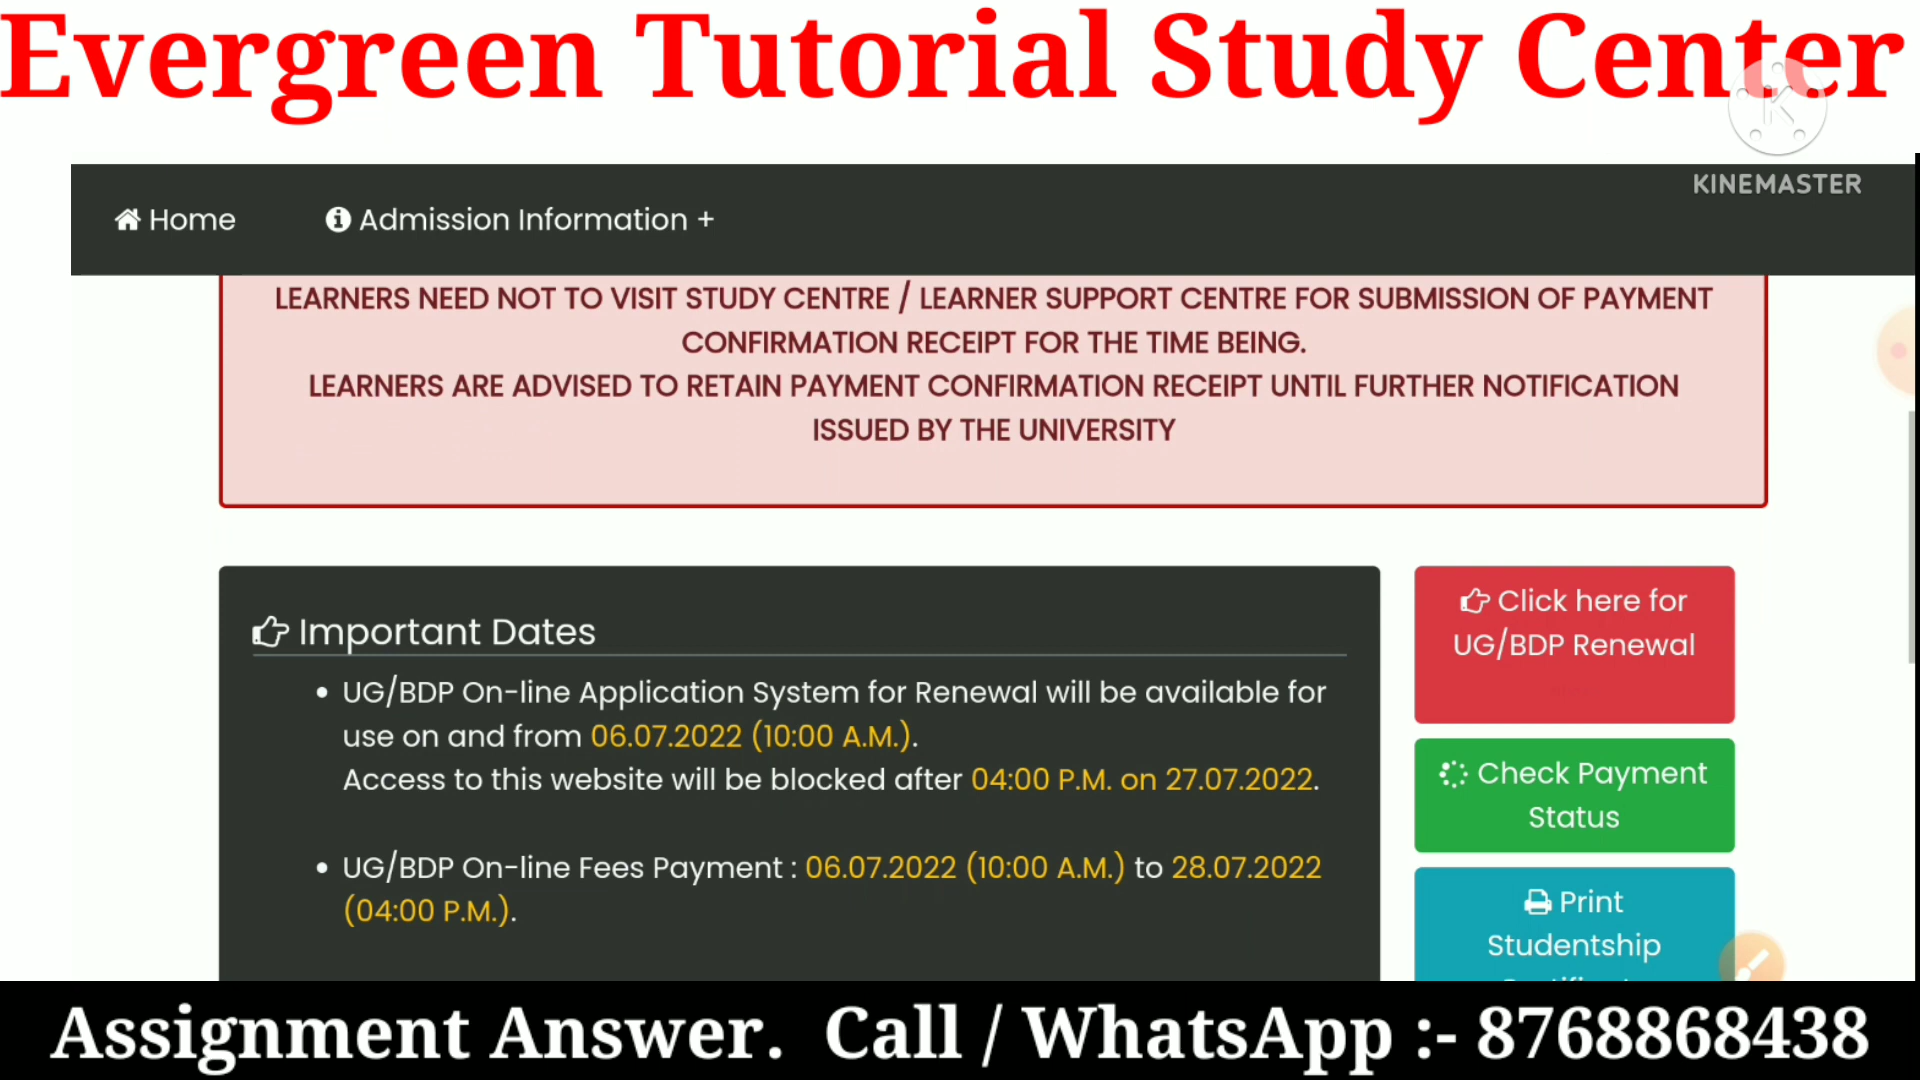 Evergreen Tutorial Study Center
KINEMASTER
Home
Admission Information +
LEARNERS NEED NOT TO VISIT STUDY CENTRE / LEARNER SUPPORT CENTRE FOR SUBMISSION OF PAYMENT
CONFIRMATION RECEIPT FOR THE TIME BEING.
LEARNERS ARE ADVISED TO RETAIN PAYMENT CONFIRMATION RECEIPT UNTIL FURTHER NOTIFICATION
ISSUED BY THE UNIVERSITY
Important Dates
• UG/BDP On-line Application System for Renewal will be available for
use on and from 06.07.2022 (10:00 A.M.).
Access to this website will be blocked after 04:00 P.M. on 27.07.2022.
• UG/BDP On-line Fees Payment : 06.07.2022 (10:00 A.M.) to 28.07.2022
(04:00 P.M.).
Click here for
UG/BDP Renewal
Check Payment
Status
Print
Studentship
Assignment Answer. Call / WhatsApp :- 8768868438